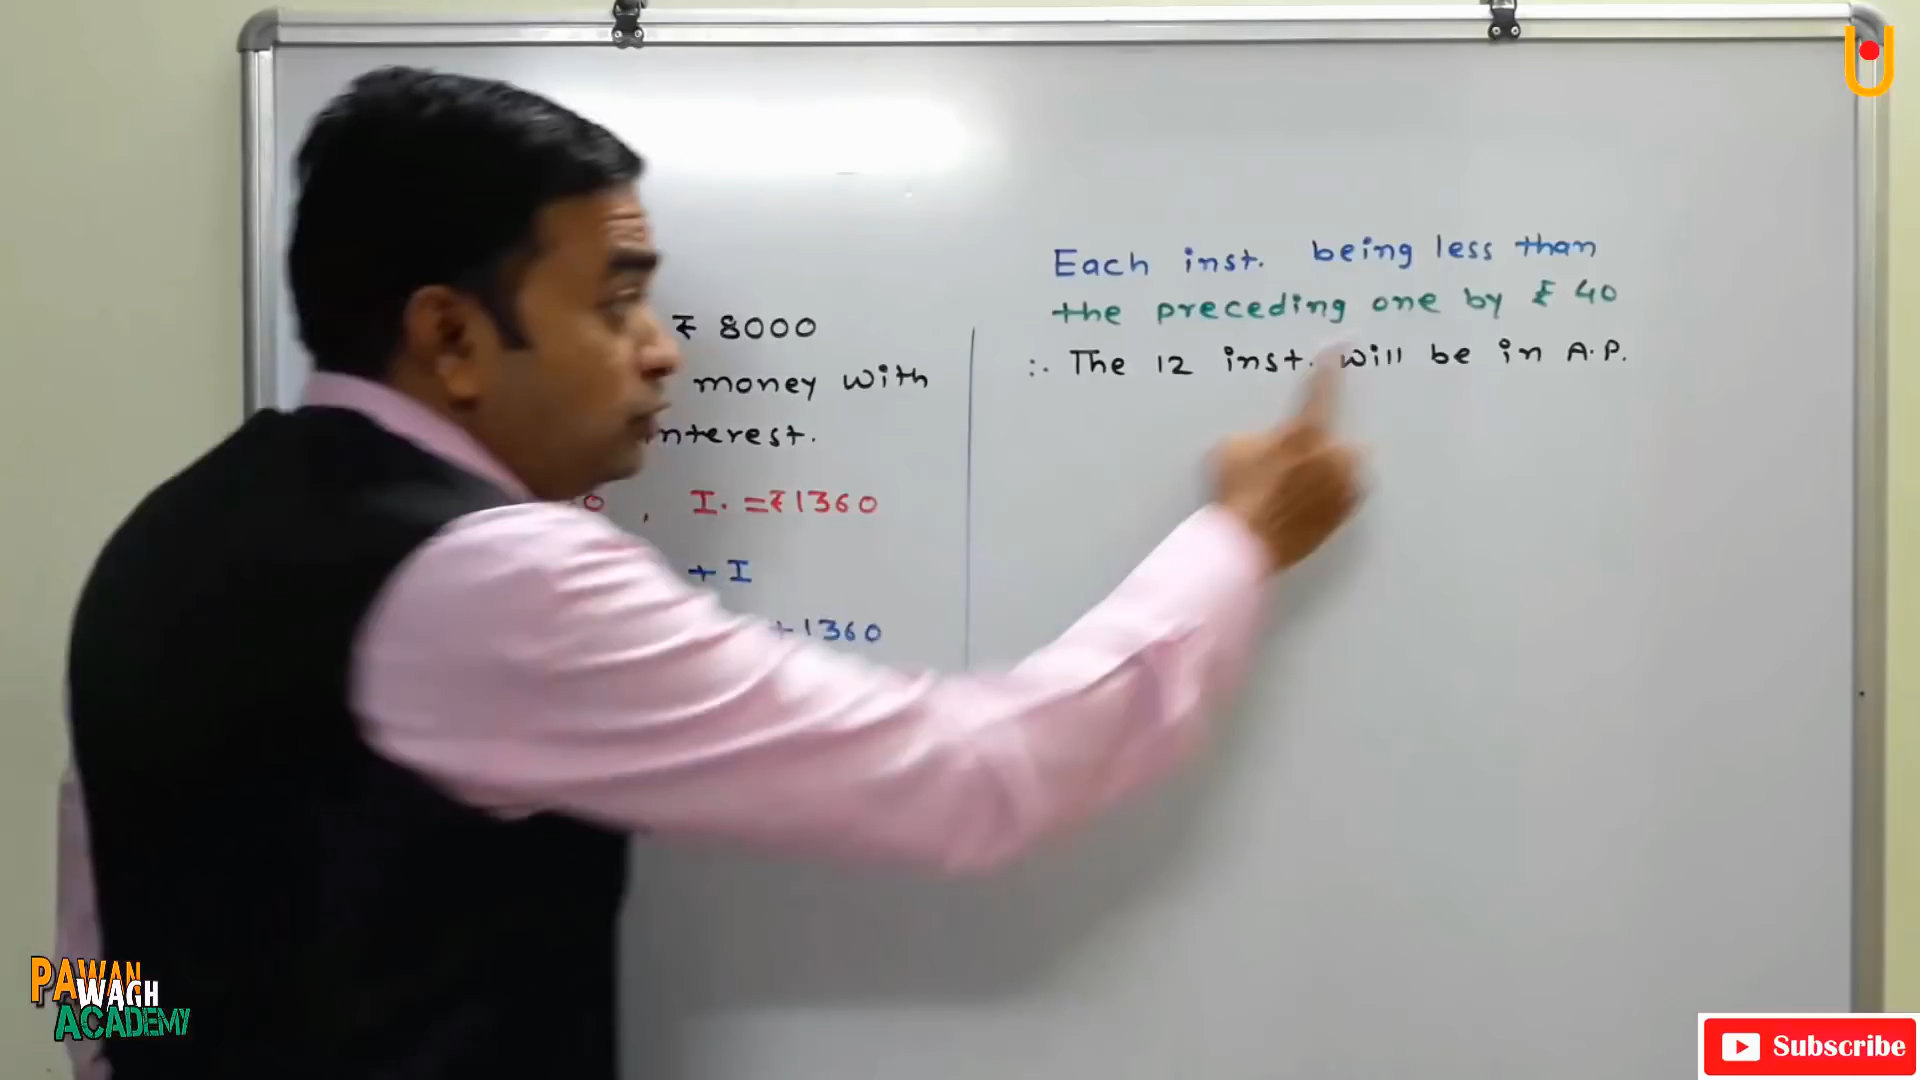 ₹ 8000
money with
nterest.
0 , I. = ₹1360
+ I
+ 1360
Each inst. being less than
the preceding one by ₹ 40
∴ The 12 inst. will be in A.P.
PAWAN
WAGH
ACADEMY
Subscribe